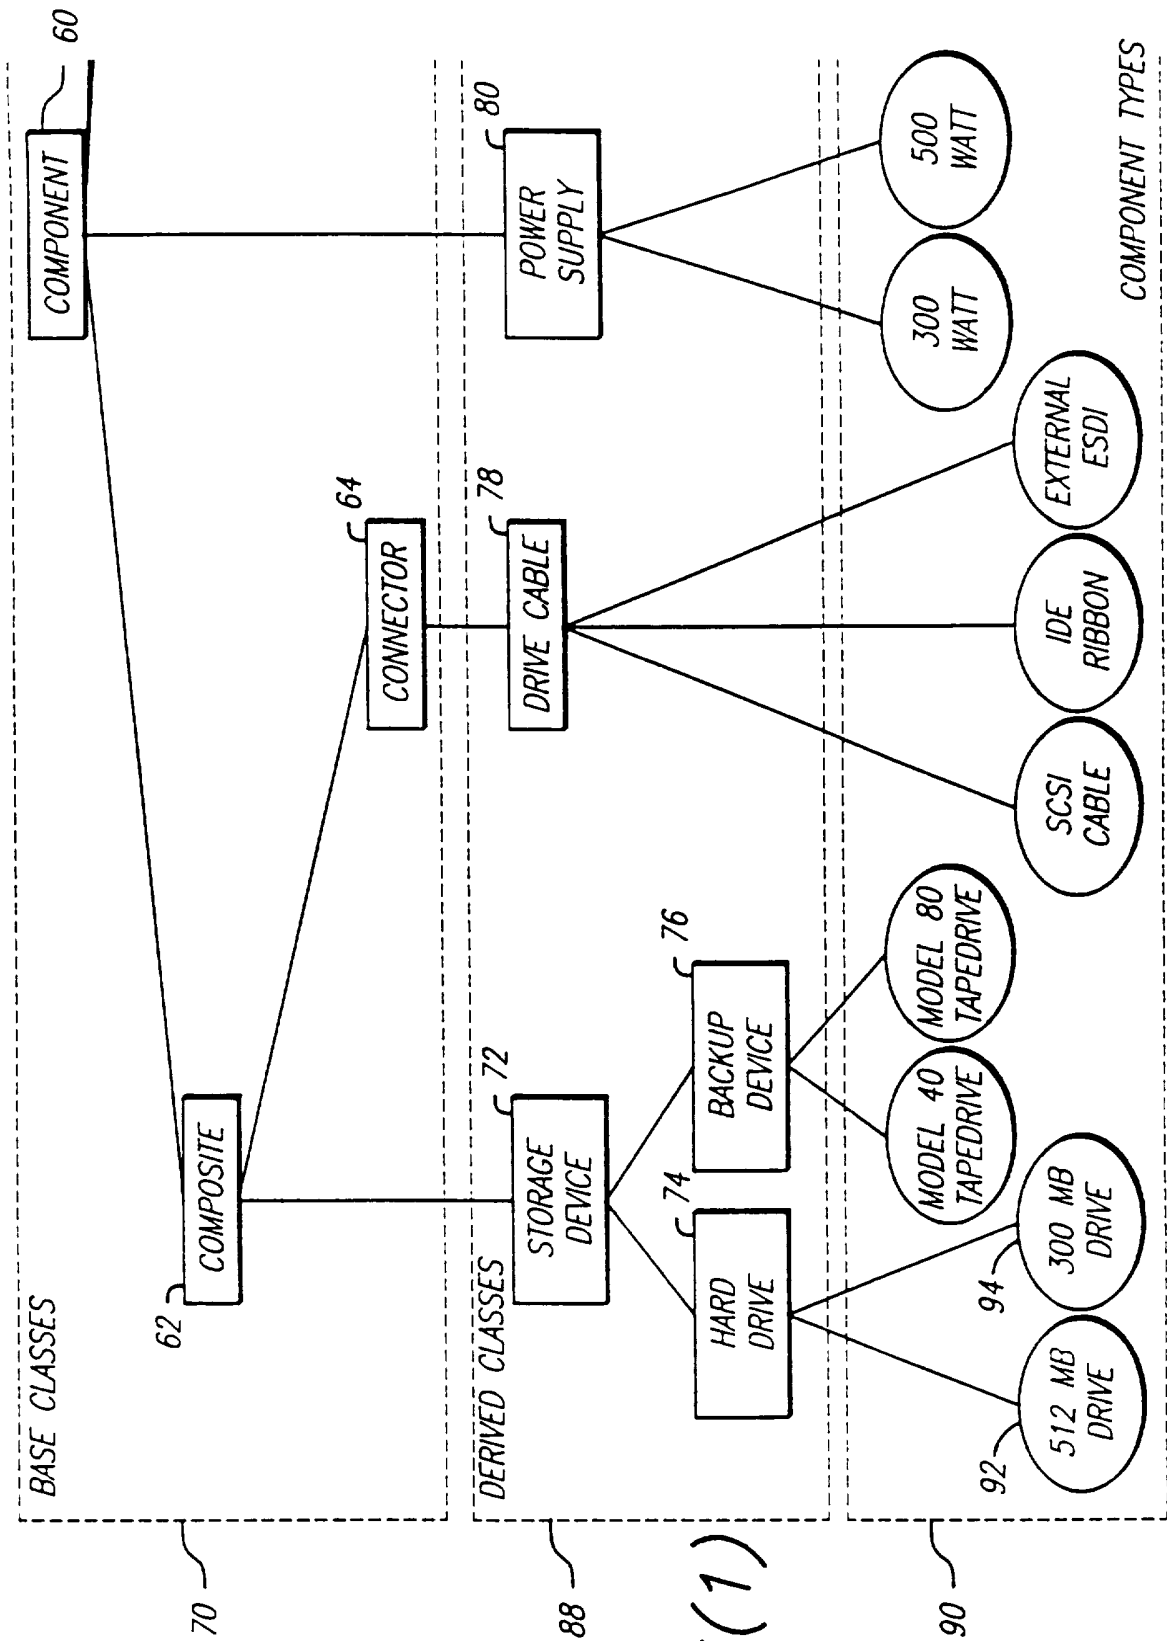 BASE CLASSES
COMPONENT
60
62
COMPOSITE
64
CONNECTOR
70
DERIVED CLASSES
72
STORAGE
DEVICE
78
DRIVE CABLE
80
POWER
SUPPLY
88
74
HARD
DRIVE
76
BACKUP
DEVICE
(1)
92
512 MB
DRIVE
94
300 MB
DRIVE
MODEL 40
TAPEDRIVE
MODEL 80
TAPEDRIVE
SCSI
CABLE
IDE
RIBBON
EXTERNAL
ESDI
300
WATT
500
WATT
90
COMPONENT TYPES